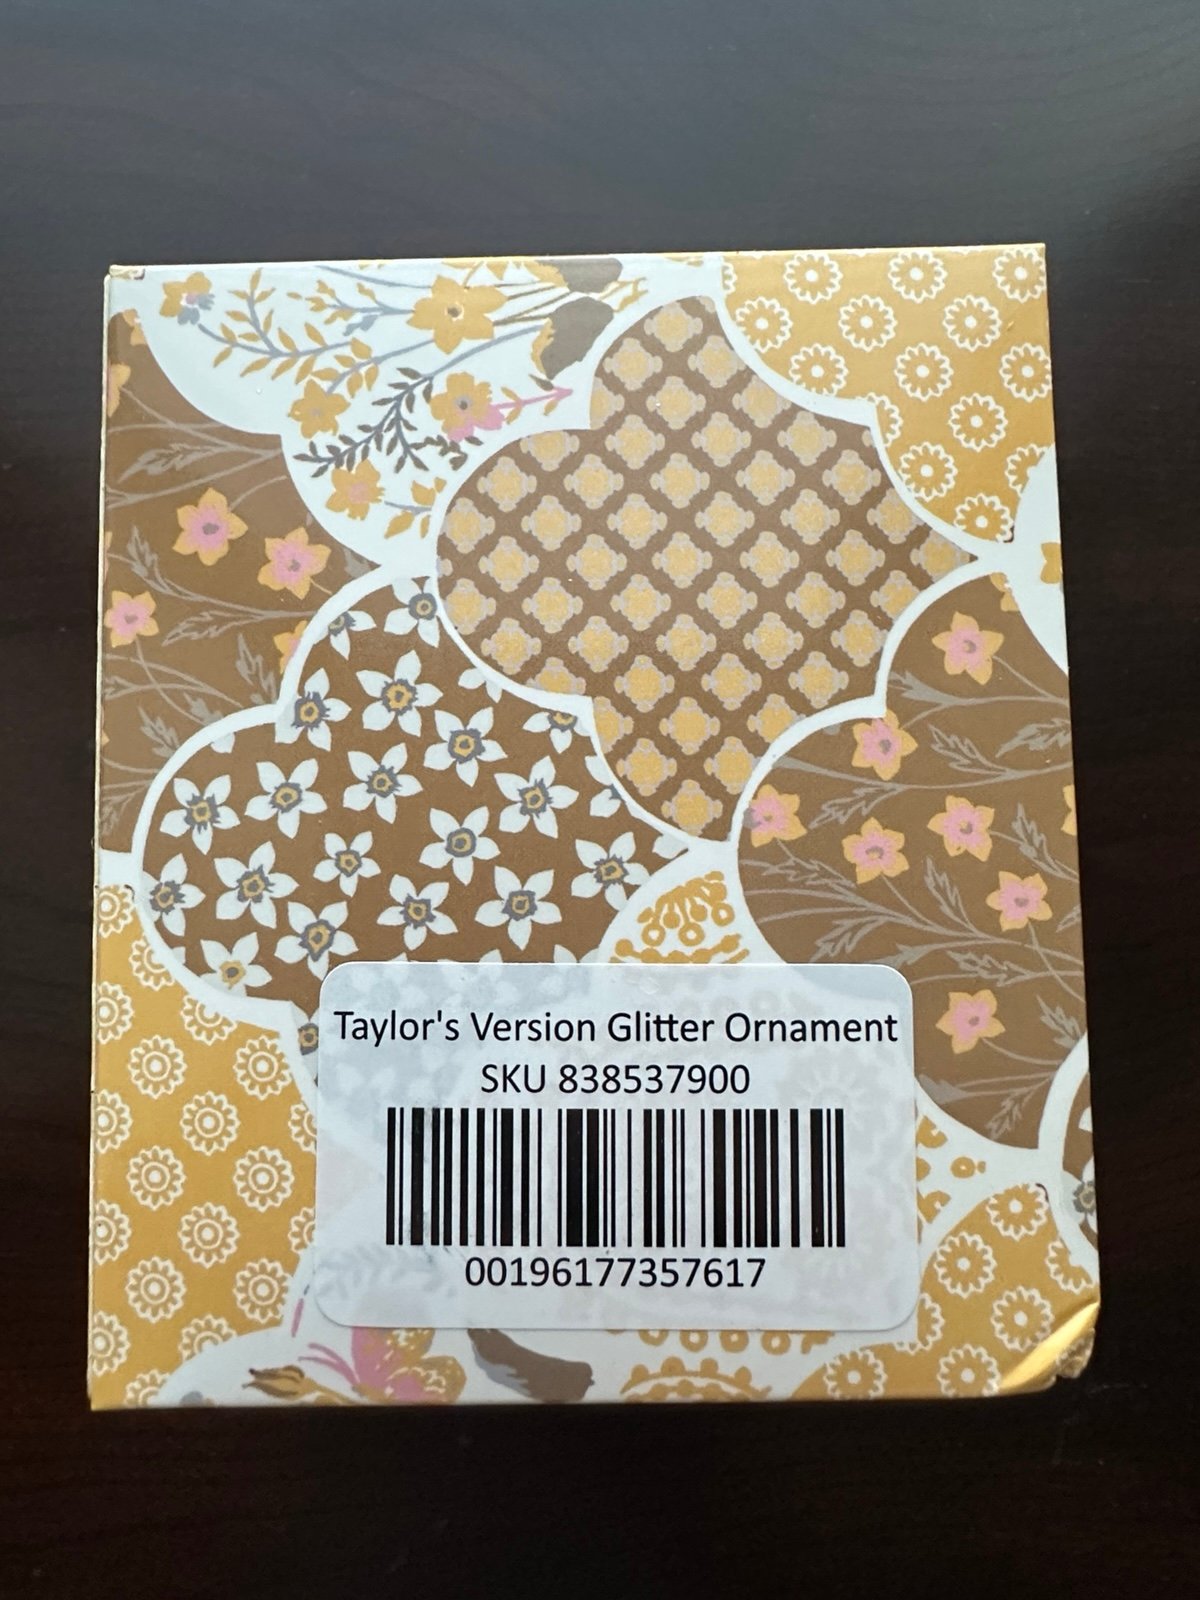 Taylor's Version Glitter Ornament
SKU 838537900
00196177357617